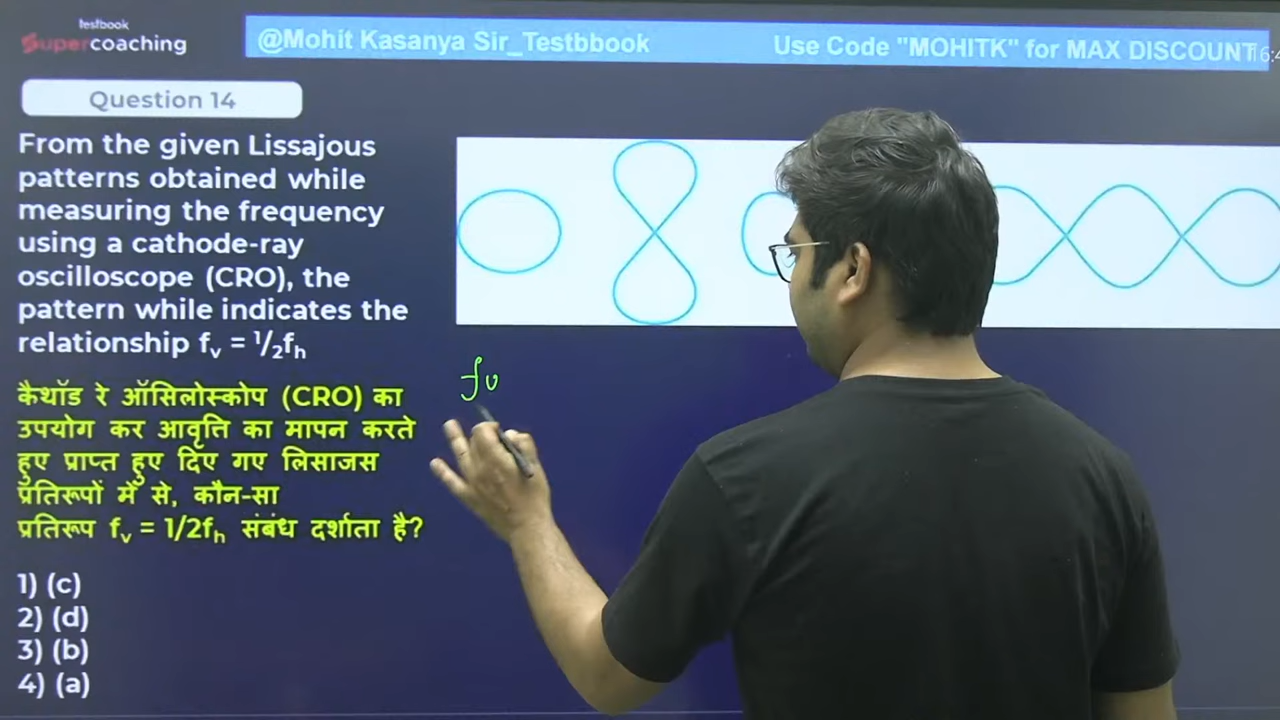 testbook
Supercoaching
@Mohit Kasanya Sir_Testbbook
Use Code "MOHITK" for MAX DISCOUNT
Question 14
From the given Lissajous
patterns obtained while
measuring the frequency
using a cathode-ray
oscilloscope (CRO), the
pattern while indicates the
relationship fᵥ = ¹/₂fₕ
कैथॉड रे ऑसिलोस्कोप (CRO) का
उपयोग कर आवृत्ति का मापन करते
हुए प्राप्त हुए दिए गए लिसाजस
प्रतिरूपों में से, कौन-सा
प्रतिरूप fᵥ = 1/2fₕ संबंध दर्शाता है?
1) (c)
2) (d)
3) (b)
4) (a)
fv